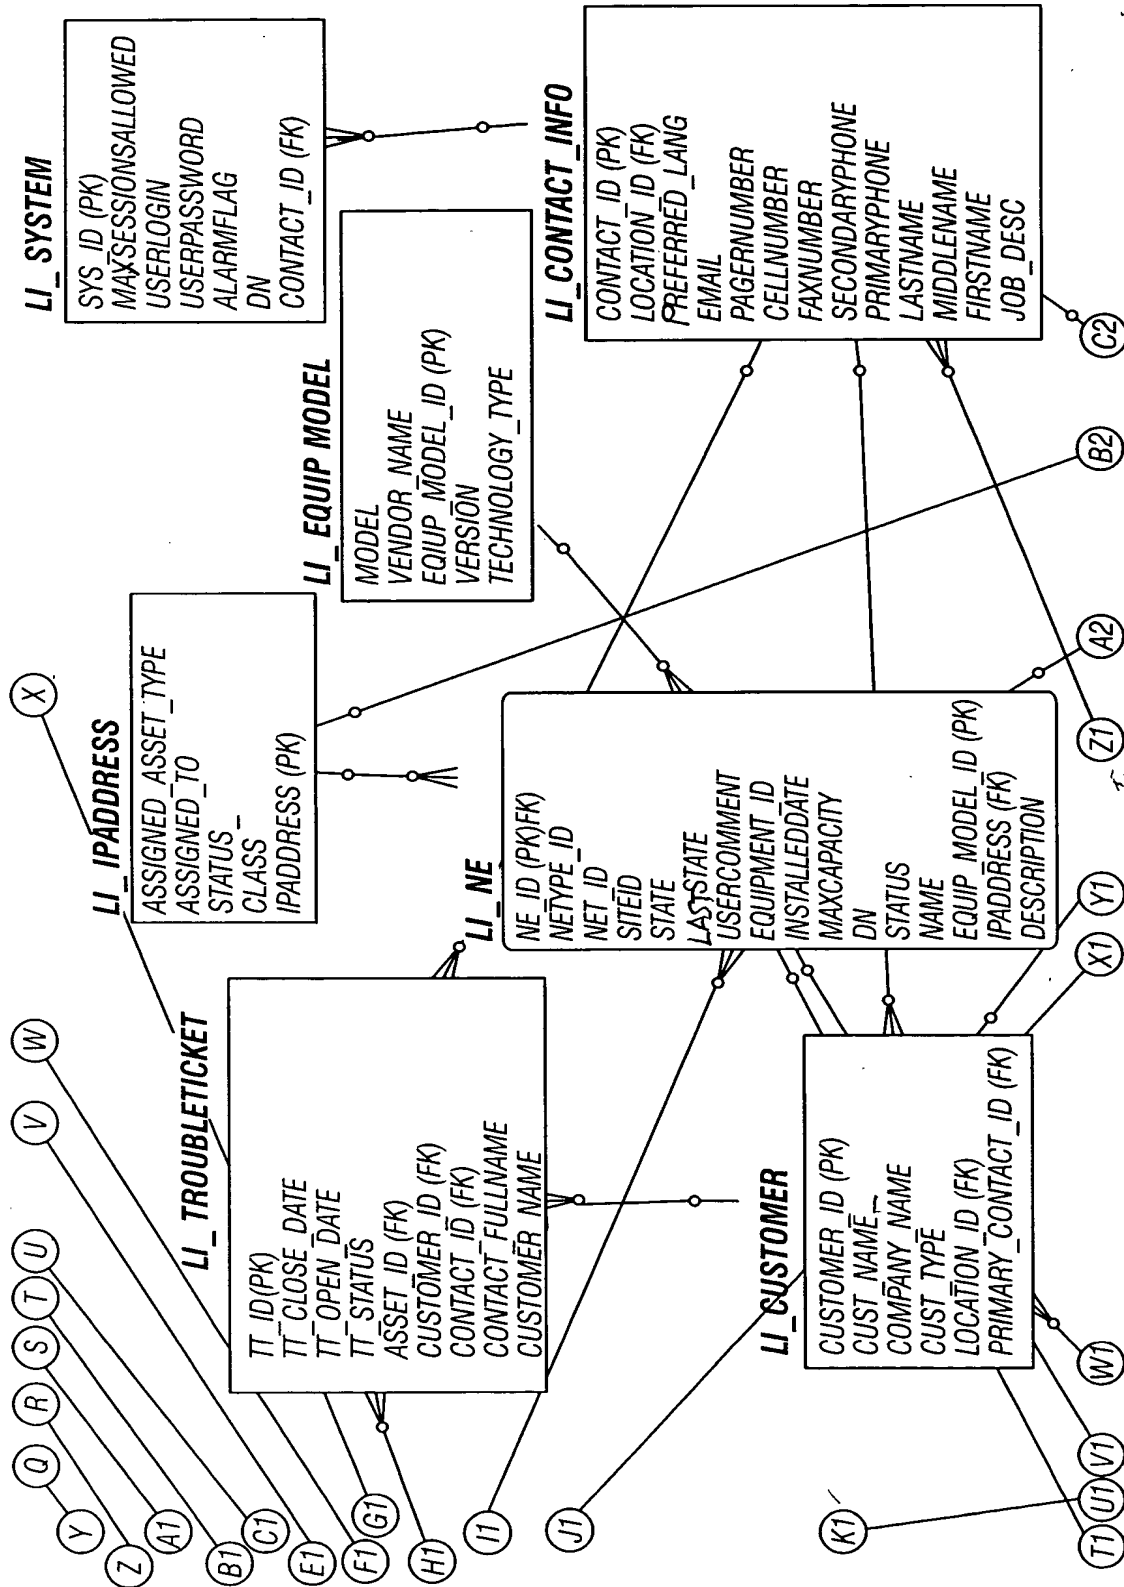 LI_SYSTEM
SYS_ID (PK)
MAXSESSIONSALLOWED
USERLOGIN
USERPASSWORD
ALARMFLAG
DN
CONTACT_ID (FK)
LI_EQUIP MODEL
MODEL
VENDOR_NAME
EQIUP_MODEL_ID (PK)
VERSION
TECHNOLOGY_TYPE
LI_CONTACT_INFO
CONTACT_ID (PK)
LOCATION_ID (FK)
PREFERRED_LANG
EMAIL
PAGERNUMBER
CELLNUMBER
FAXNUMBER
SECONDARYPHONE
PRIMARYPHONE
LASTNAME
MIDDLENAME
FIRSTNAME
JOB_DESC
LI_IPADDRESS
ASSIGNED_ASSET_TYPE
ASSIGNED_TO
STATUS_
CLASS
IPADDRESS (PK)
LI_NE
NE_ID (PK)FK)
NETYPE_ID
NET_ID
SITEID
STATE
LASTSTATE
USERCOMMENT
EQUIPMENT_ID
INSTALLEDDATE
MAXCAPACITY
DN
STATUS
NAME
EQUIP_MODEL_ID (PK)
IPADDRESS (FK)
DESCRIPTION
LI_TROUBLETICKET
TT_ID(PK)
TT_CLOSE_DATE
TT_OPEN_DATE
TT_STATUS
ASSET_ID (FK)
CUSTOMER_ID (FK)
CONTACT_ID (FK)
CONTACT_FULLNAME
CUSTOMER_NAME
LI_CUSTOMER
CUSTOMER_ID (PK)
CUST_NAME_
COMPANY_NAME
CUST_TYPE
LOCATION_ID (FK)
PRIMARY_CONTACT_ID (FK)
Q
R
S
T
U
V
W
X
Y
Z
A1
B1
C1
E1
F1
G1
H1
I1
J1
K1
T1
U1
V1
W1
X1
Y1
Z1
A2
B2
C2